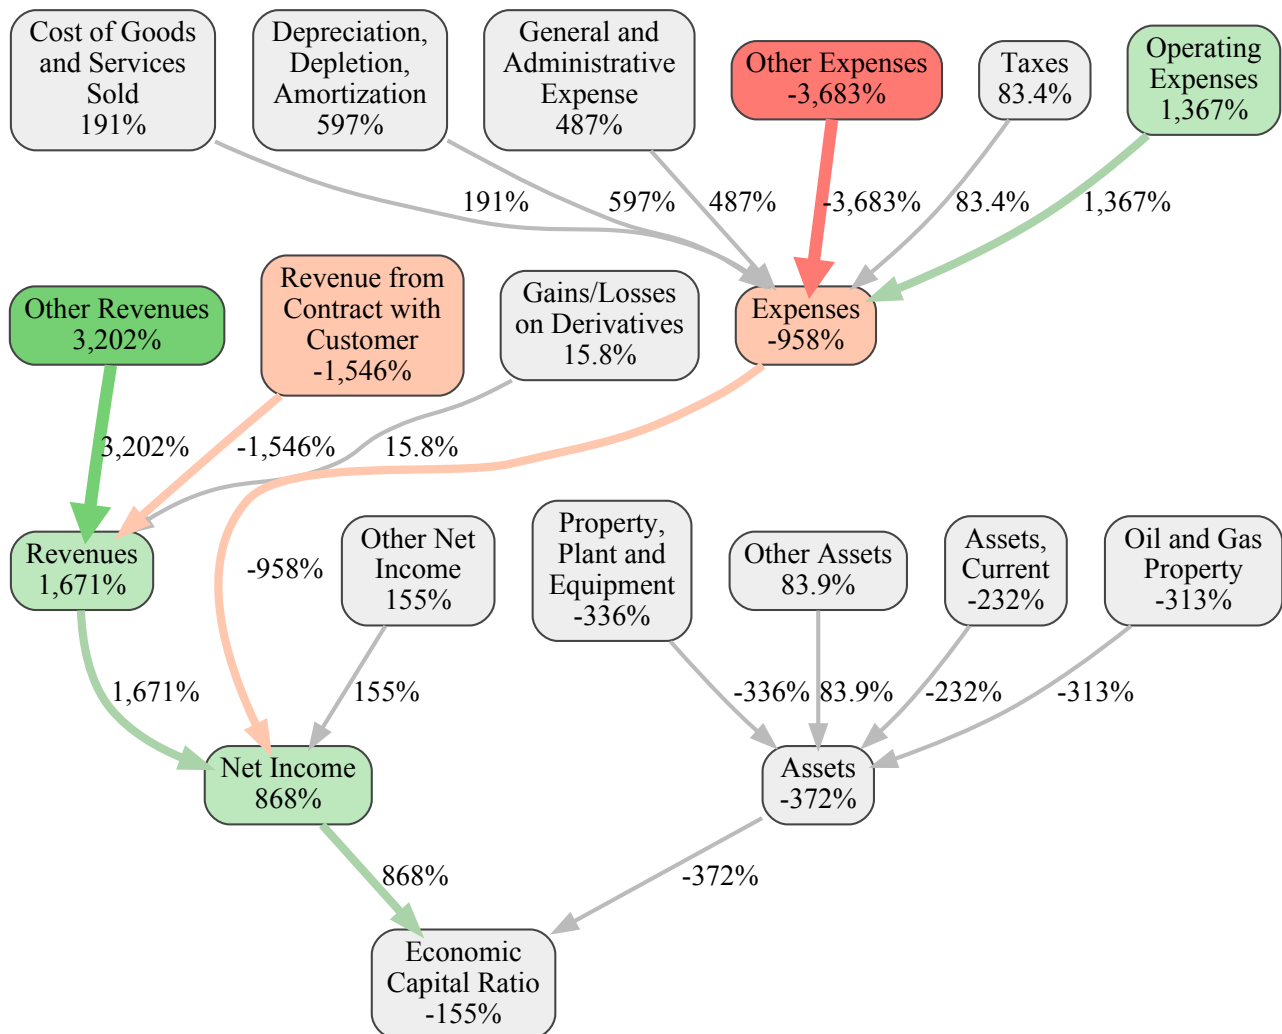 Cost of Goods
and Services
Sold
191%
Depreciation,
Depletion,
Amortization
597%
General and
Administrative
Expense
487%
Other Expenses
-3,683%
Taxes
83.4%
Operating
Expenses
1,367%
191%
597%
487%
-3,683%
83.4%
1,367%
Other Revenues
3,202%
Revenue from
Contract with
Customer
-1,546%
Gains/Losses
on Derivatives
15.8%
Expenses
-958%
3,202%
-1,546%
15.8%
Revenues
1,671%
-958%
Other Net
Income
155%
Property,
Plant and
Equipment
-336%
Other Assets
83.9%
Assets,
Current
-232%
Oil and Gas
Property
-313%
1,671%
155%
-336%
83.9%
-232%
-313%
Net Income
868%
Assets
-372%
868%
-372%
Economic
Capital Ratio
-155%